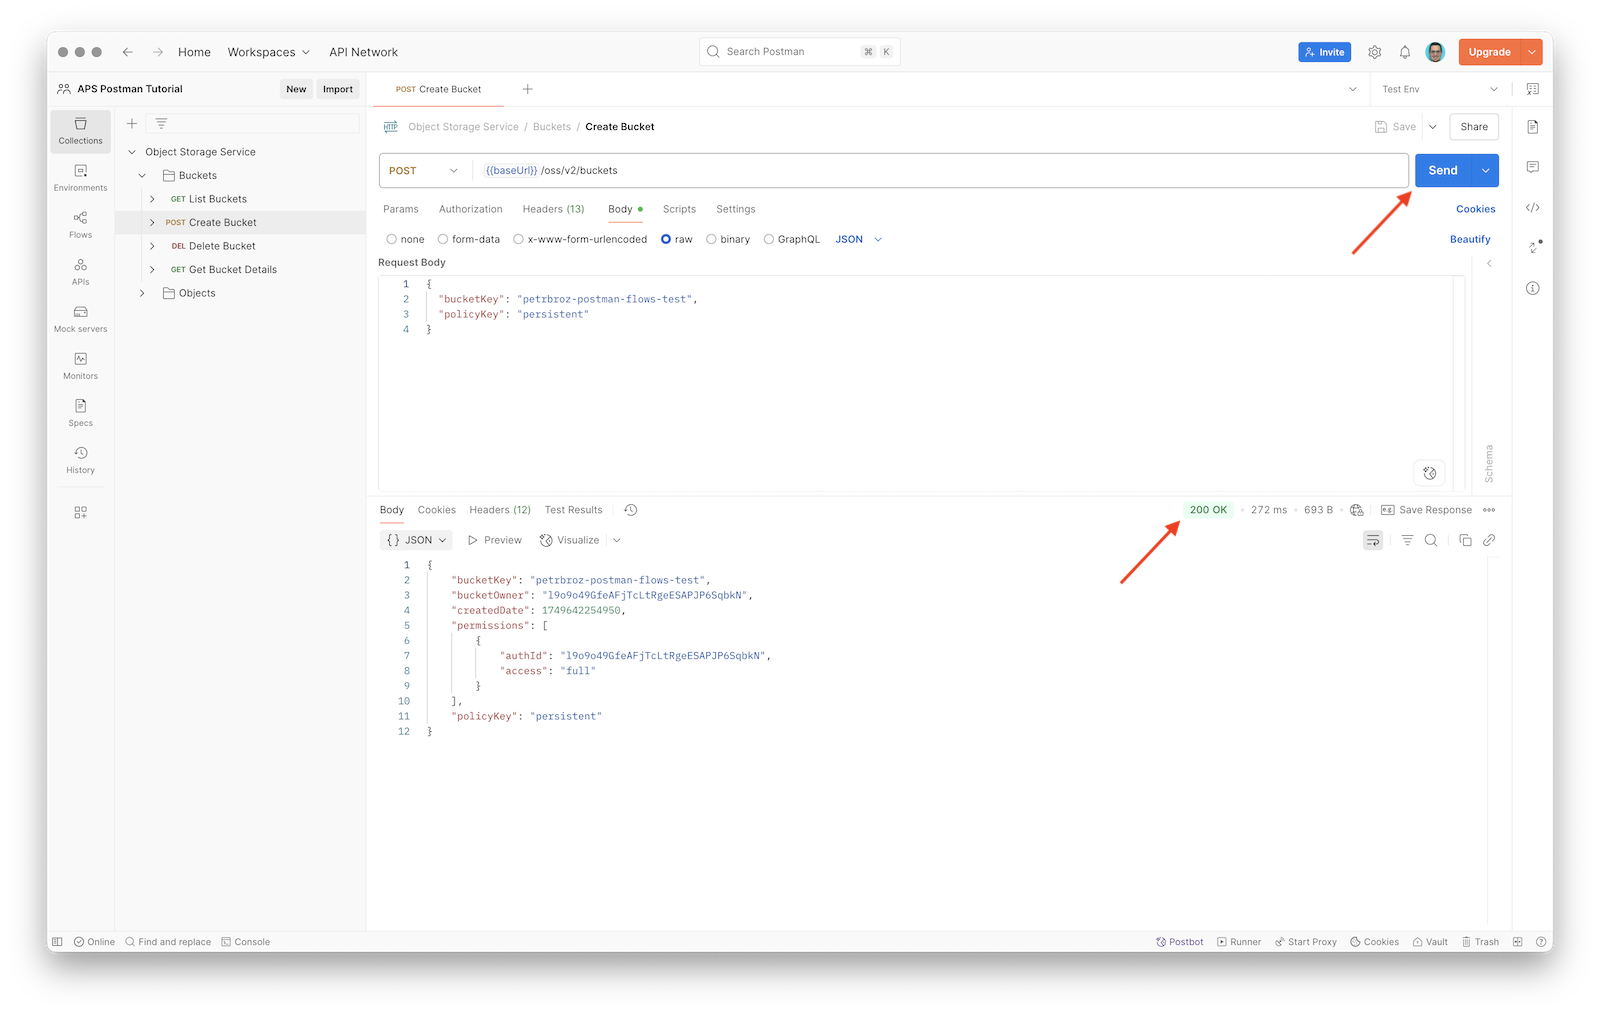 Home Workspaces API Network
Search Postman ⌘ K
Invite Upgrade
APS Postman Tutorial New Import
POST Create Bucket
Test Env
Collections
Environments
Flows
APIs
Mock servers
Monitors
Specs
History
Object Storage Service
Buckets
GET List Buckets
POST Create Bucket
DEL Delete Bucket
GET Get Bucket Details
Objects
HTTP Object Storage Service / Buckets / Create Bucket
Save Share
POST {{baseUrl}} /oss/v2/buckets
Send
Params Authorization Headers (13) Body Scripts Settings
Cookies
none form-data x-www-form-urlencoded raw binary GraphQL JSON
Beautify
Request Body
1 {
2 "bucketKey": "petrbroz-postman-flows-test",
3 "policyKey": "persistent"
4 }
Schema
Body Cookies Headers (12) Test Results
200 OK 272 ms 693 B
e.g. Save Response
{} JSON Preview Visualize
1 {
2 "bucketKey": "petrbroz-postman-flows-test",
3 "bucketOwner": "l9o9o49GfeAFjTcLtRgeESAPJP6SqbkN",
4 "createdDate": 1749642254950,
5 "permissions": [
6 {
7 "authId": "l9o9o49GfeAFjTcLtRgeESAPJP6SqbkN",
8 "access": "full"
9 }
10 ],
11 "policyKey": "persistent"
12 }
Online Find and replace Console
Postbot Runner Start Proxy Cookies Vault Trash